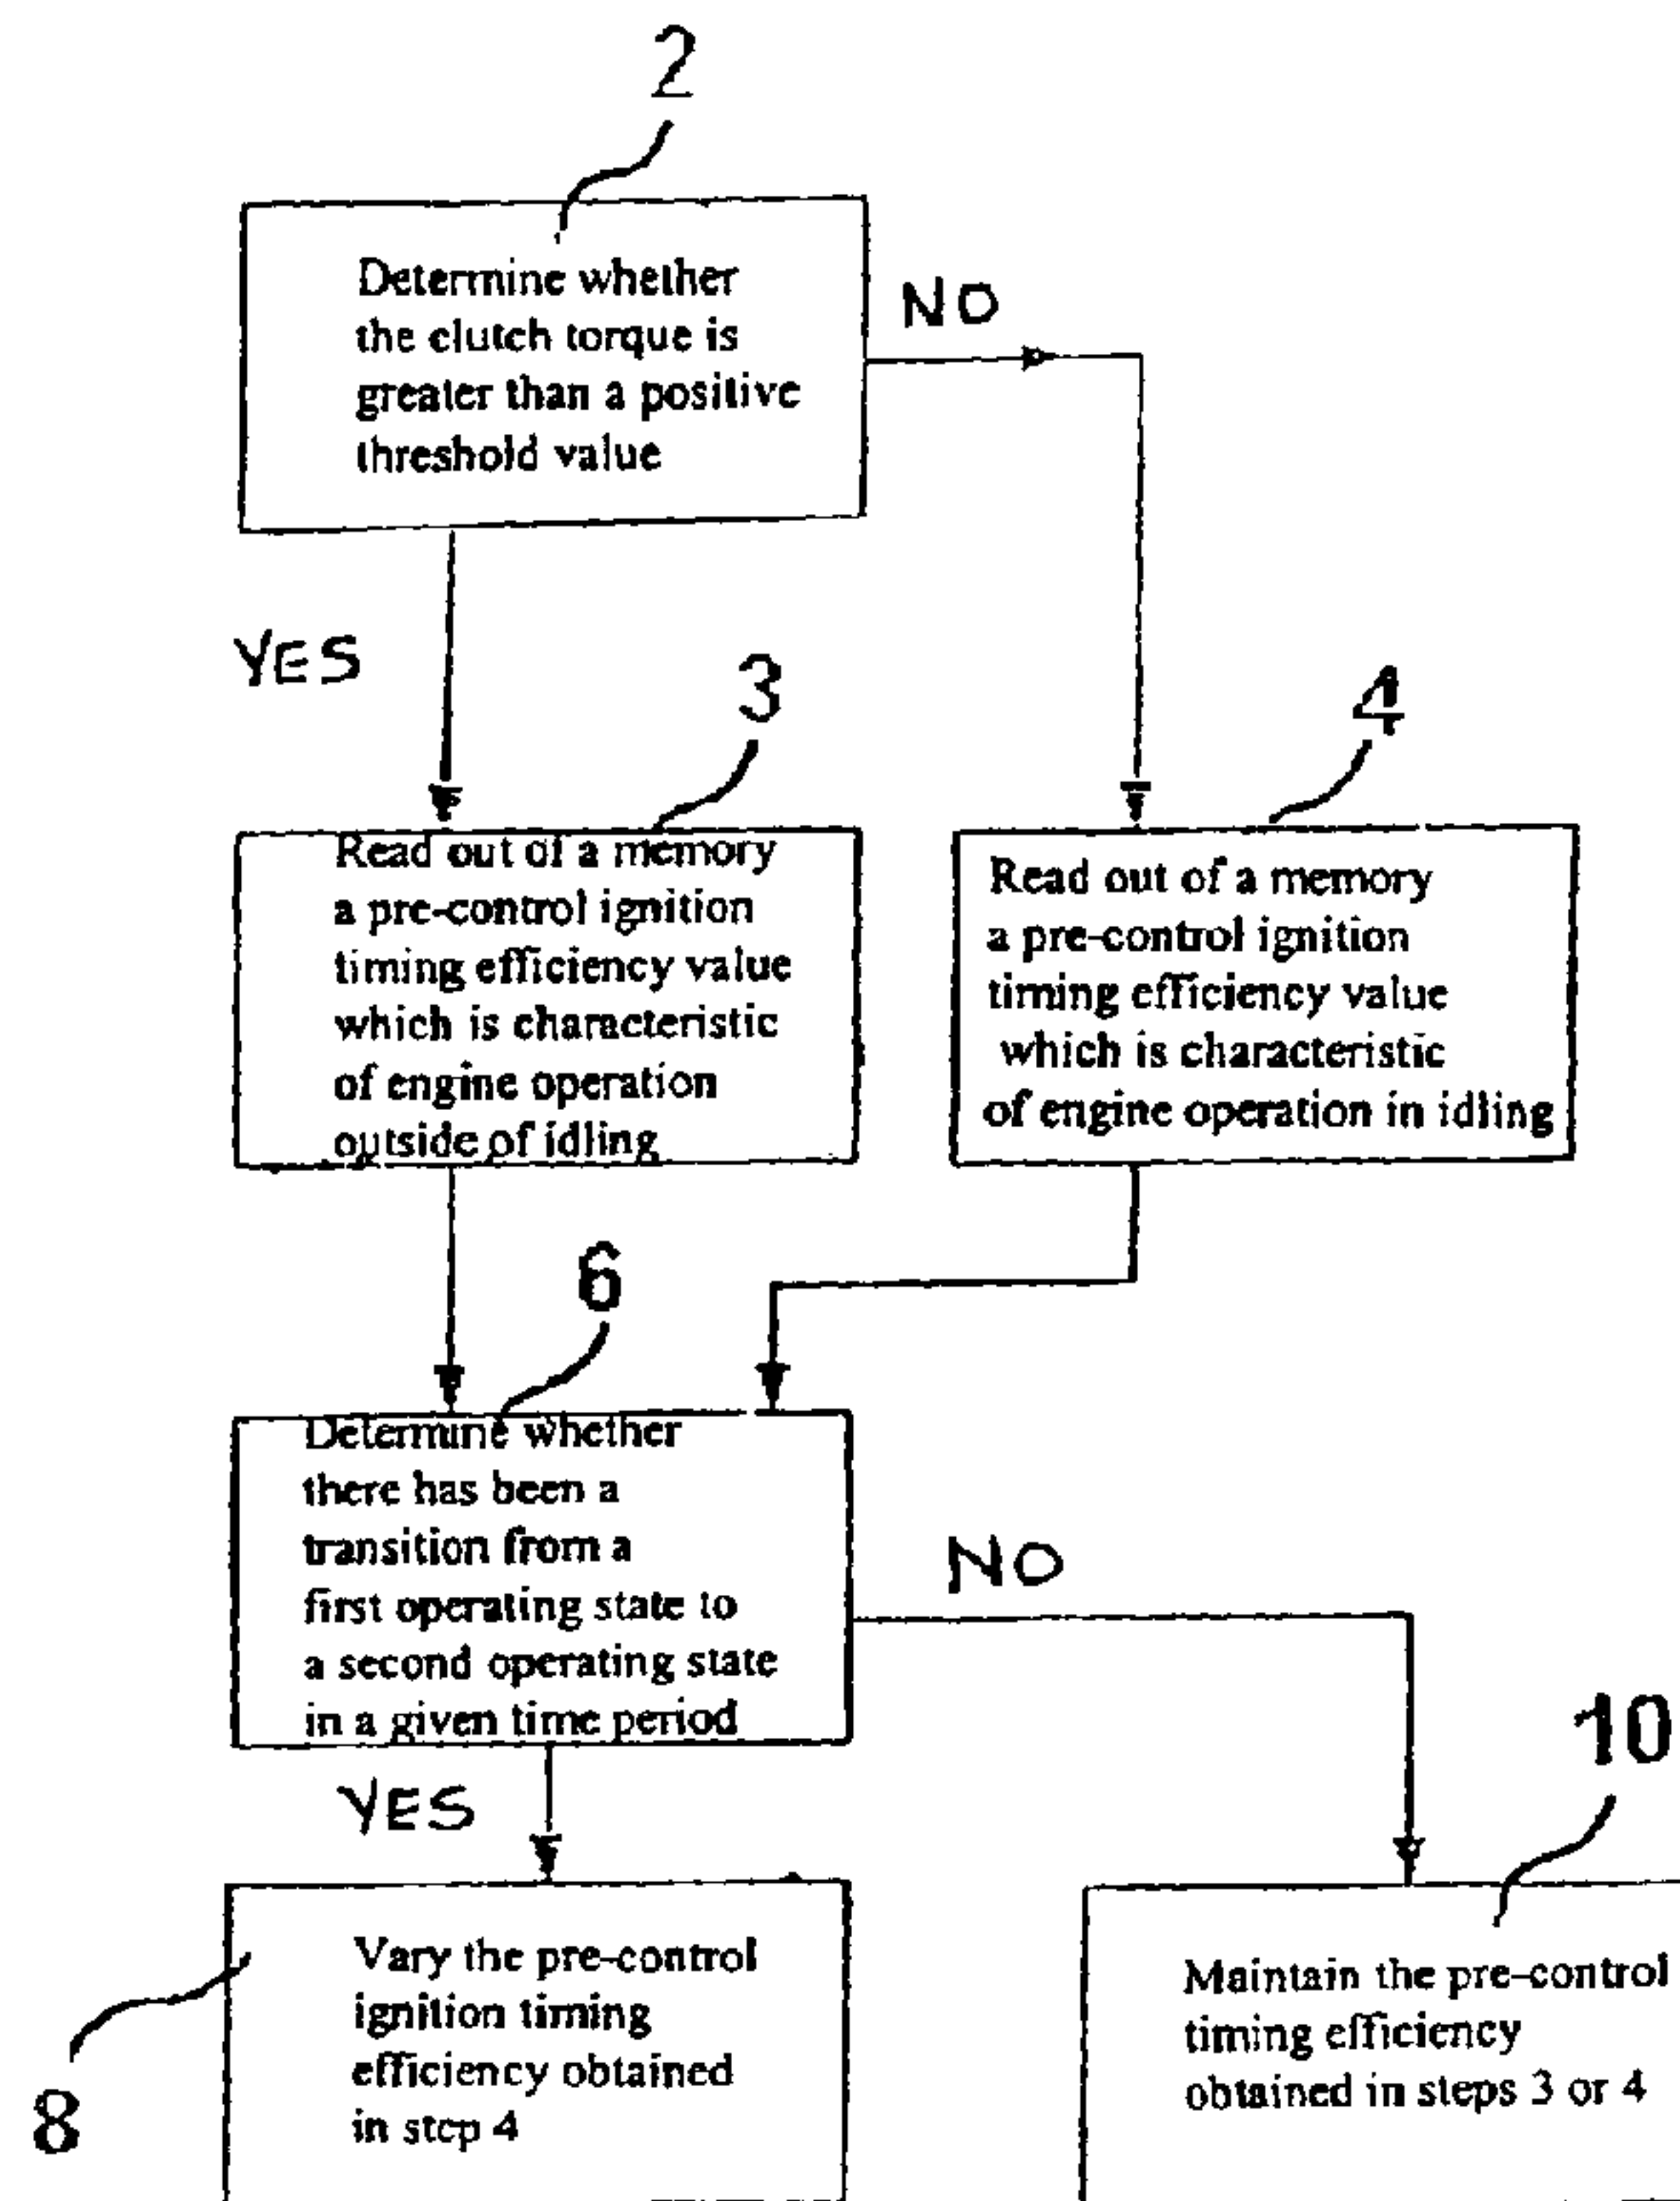 2
Determine whether
the clutch torque is
greater than a positive
threshold value
NO
YES
3
4
Read out of a memory
a pre-control ignition
timing efficiency value
which is characteristic
of engine operation
outside of idling
Read out of a memory
a pre-control ignition
timing efficiency value
which is characteristic
of engine operation in idling
6
Determine whether
there has been a
transition from a
first operating state to
a second operating state
in a given time period
NO
YES
10
8
Vary the pre-control
ignition timing
efficiency obtained
in step 4
Maintain the pre-control
timing efficiency
obtained in steps 3 or 4